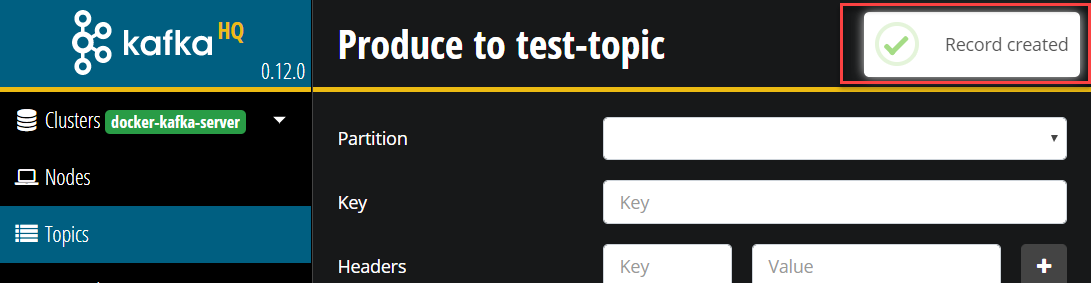 kafka HQ
0.12.0
Produce to test-topic
Record created
Clusters docker-kafka-server
Nodes
Topics
Partition
Key Key
Headers Key Value +